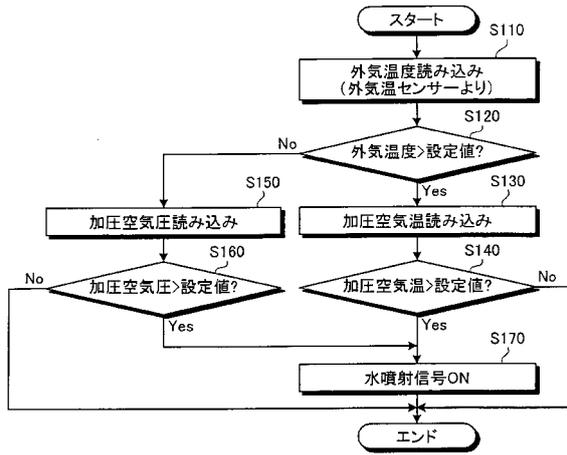 スタート
S110
外気温度読み込み
(外気温センサーより)
S120
外気温度>設定値?
No
Yes
S150
加圧空気圧読み込み
S130
加圧空気温読み込み
S160
加圧空気圧>設定値?
No
Yes
S140
加圧空気温>設定値?
No
Yes
S170
水噴射信号ON
エンド